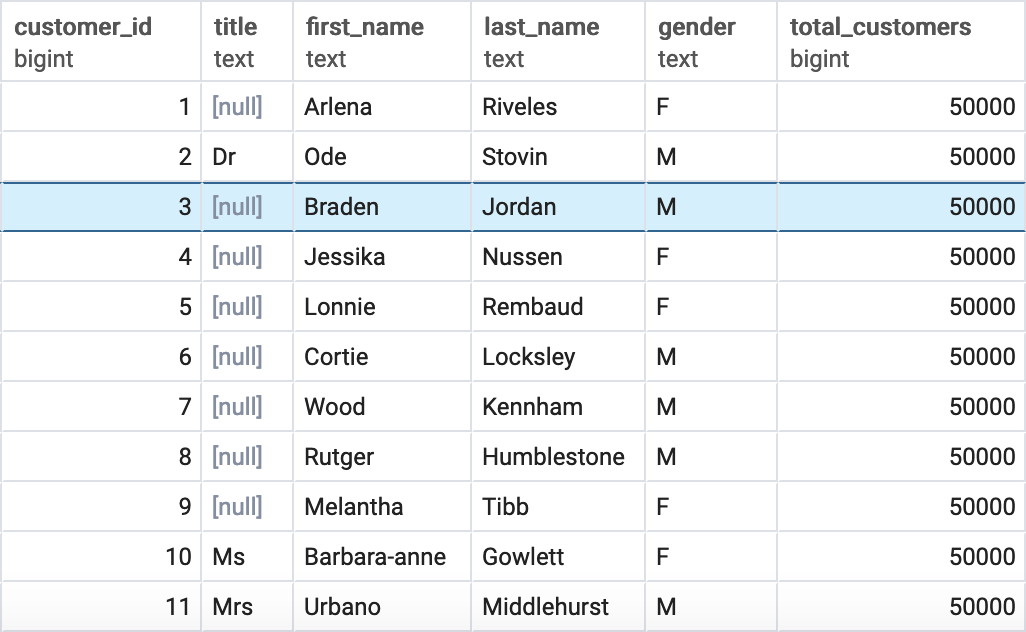 customer_id title first_name last_name gender total_customers
bigint text text text text bigint
1 [null] Arlena Riveles F 50000
2 Dr Ode Stovin M 50000
3 [null] Braden Jordan M 50000
4 [null] Jessika Nussen F 50000
5 [null] Lonnie Rembaud F 50000
6 [null] Cortie Locksley M 50000
7 [null] Wood Kennham M 50000
8 [null] Rutger Humblestone M 50000
9 [null] Melantha Tibb F 50000
10 Ms Barbara-anne Gowlett F 50000
11 Mrs Urbano Middlehurst M 50000